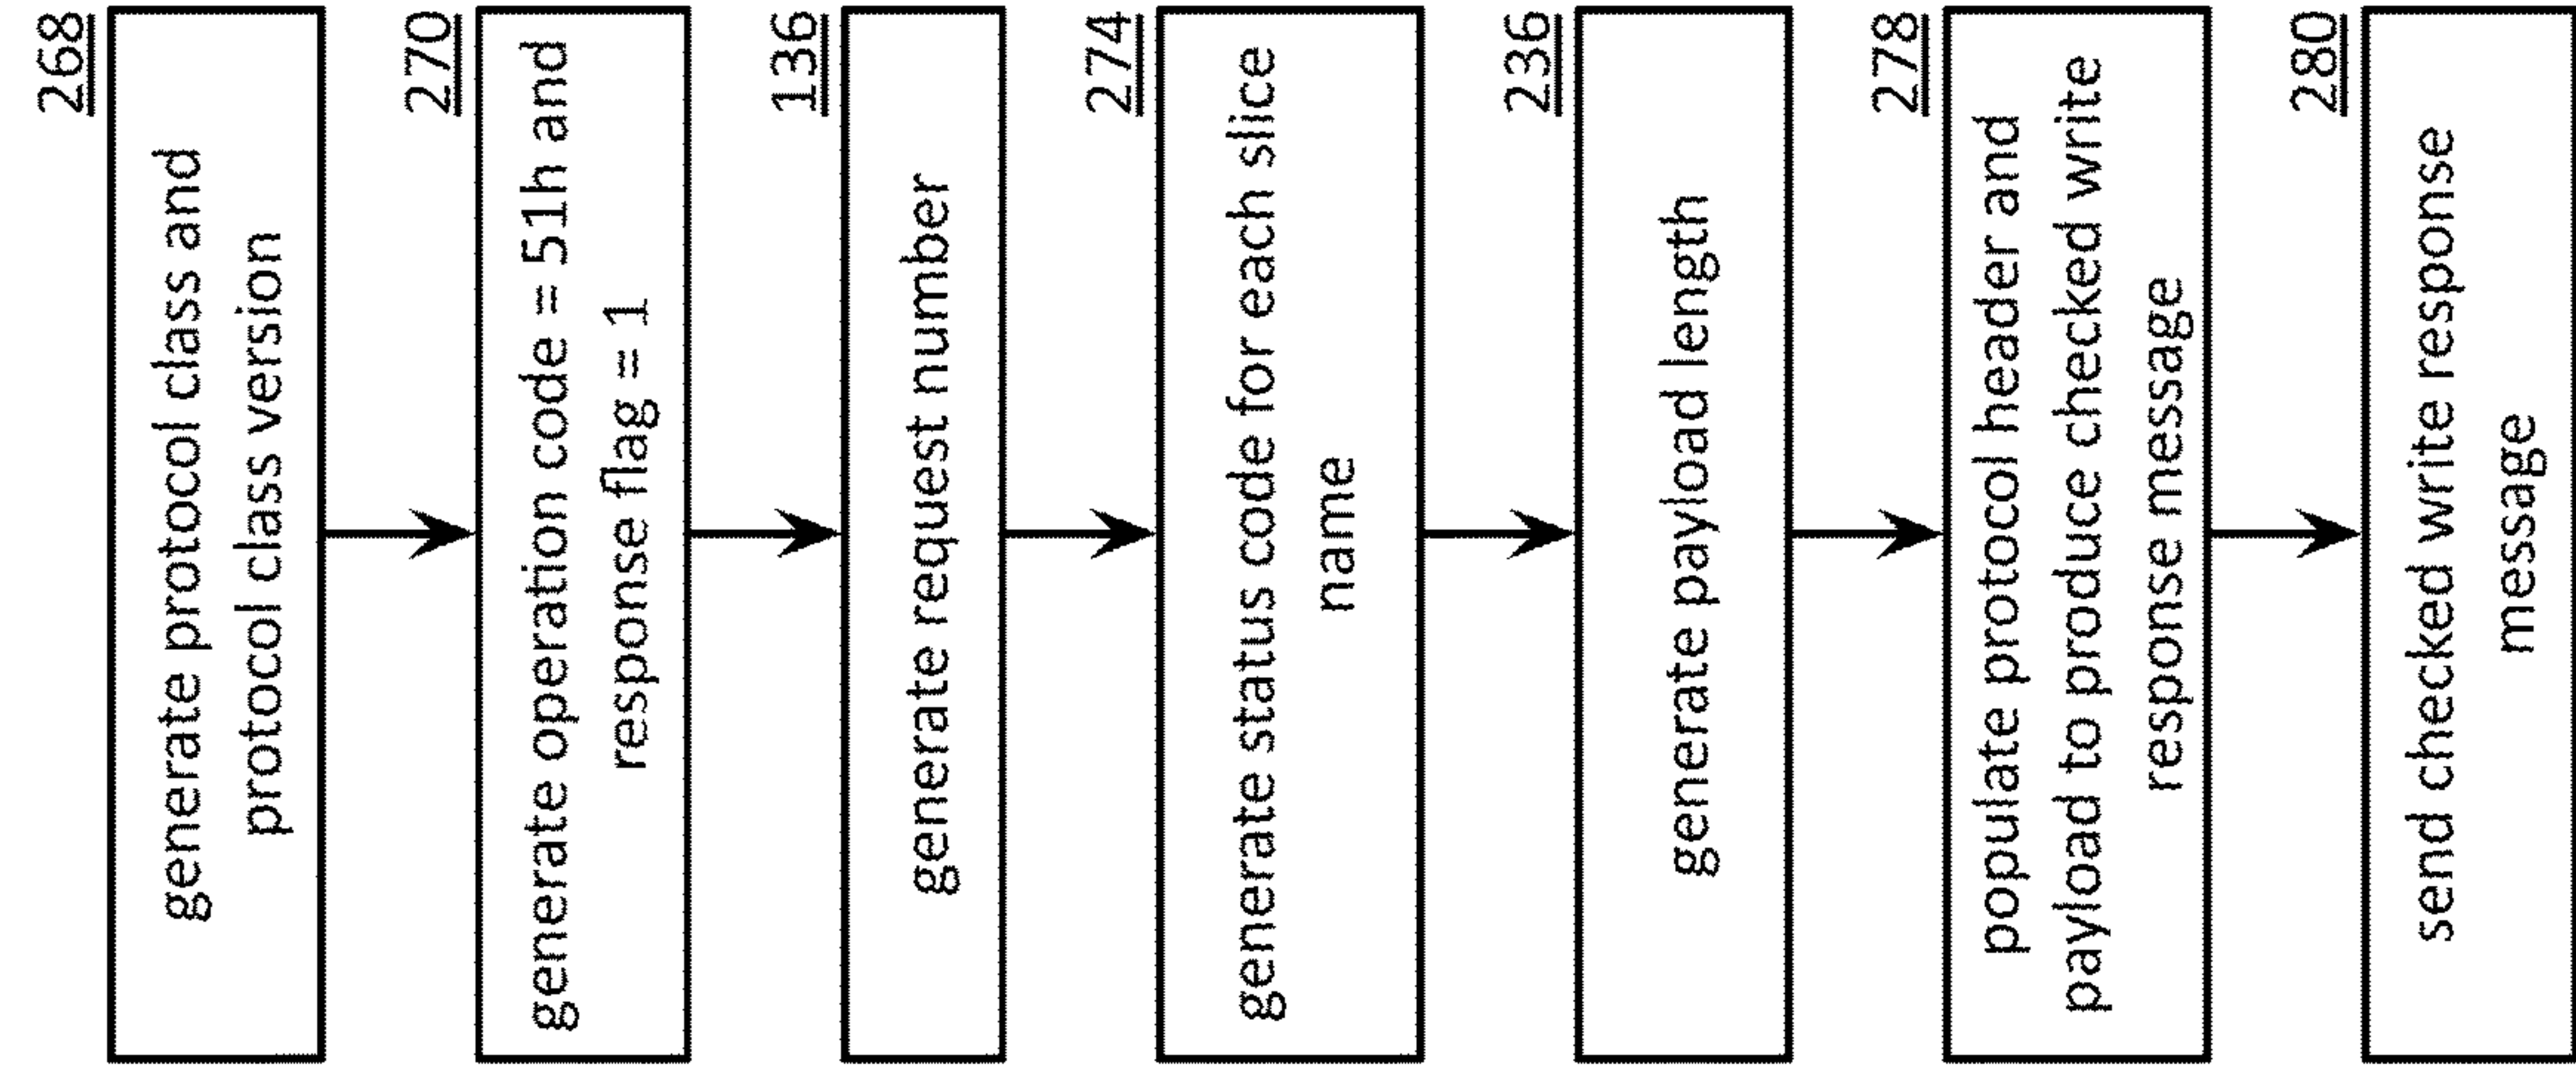 268
generate protocol class and
protocol class version
270
generate operation code = 51h and
response flag = 1
136
generate request number
274
generate status code for each slice
name
236
generate payload length
278
populate protocol header and
payload to produce checked write
response message
280
send checked write response
message